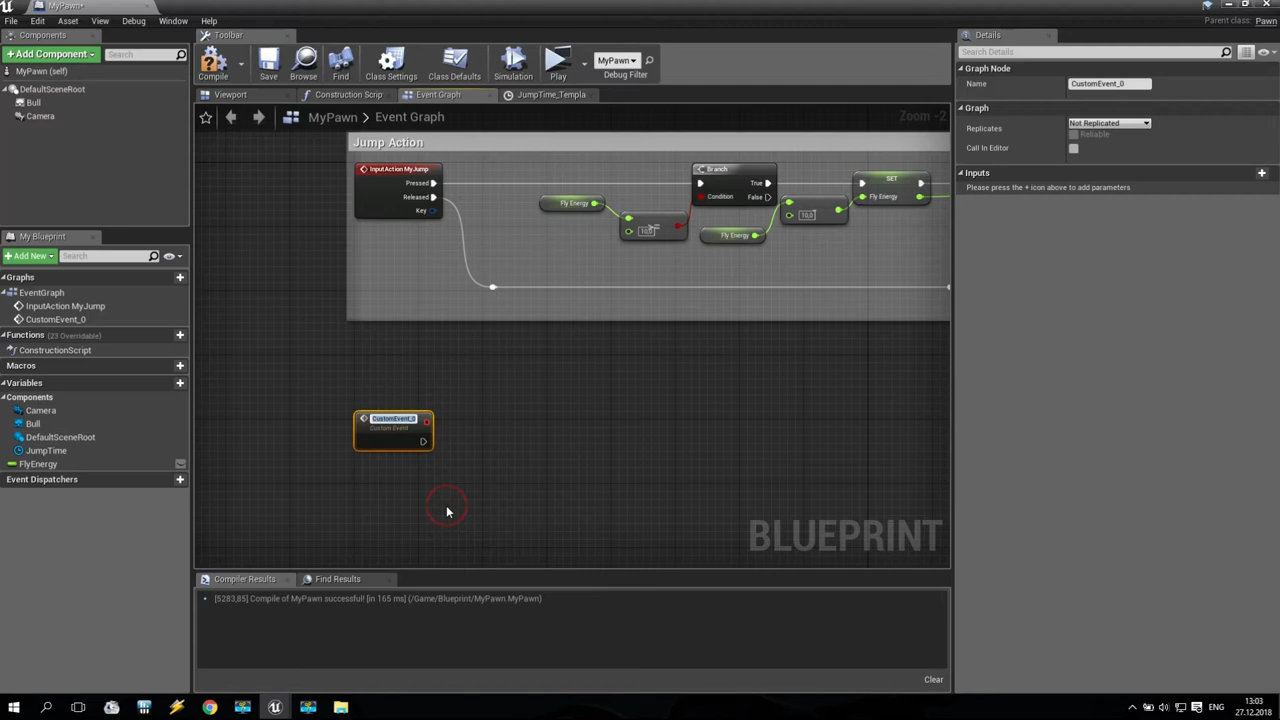 MyPawn*
File Edit Asset View Debug Window Help
Parent class: Pawn
Components
Toolbar
Details
+Add Component
Search
Search Details
MyPawn (self)
DefaultSceneRoot
Bull
Camera
Compile
Save
Browse
Find
Class Settings
Class Defaults
Simulation
Play
MyPawn
Debug Filter
Graph Node
Name CustomEvent_0
Graph
Replicates Not Replicated
Reliable
Call In Editor
Inputs
Please press the + icon above to add parameters
Viewport
Construction Scrip
Event Graph
JumpTime_Templa
MyPawn > Event Graph
Zoom -2
Jump Action
InputAction MyJump
Pressed
Released
Key
Fly Energy
10,0
>=
Branch
True
Condition False
Fly Energy
10,0
SET
Fly Energy
CustomEvent_0
Custom Event
BLUEPRINT
My Blueprint
+Add New
Search
Graphs
EventGraph
InputAction MyJump
CustomEvent_0
Functions (23 Overridable)
ConstructionScript
Macros
Variables
Components
Camera
Bull
DefaultSceneRoot
JumpTime
FlyEnergy
Event Dispatchers
Compiler Results
Find Results
[5283,85] Compile of MyPawn successful! [in 165 ms] (/Game/Blueprint/MyPawn.MyPawn)
Clear
ENG
13:03
27.12.2018